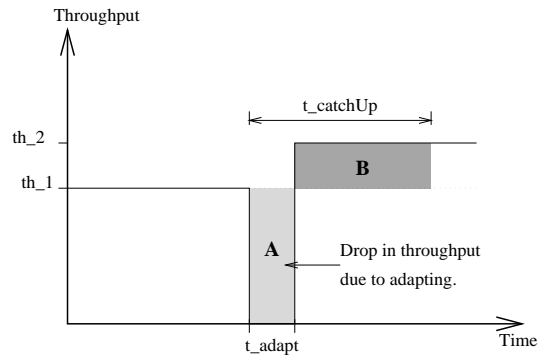 Throughput
t_catchUp
th_2
th_1
B
A
Drop in throughput
due to adapting.
t_adapt
Time